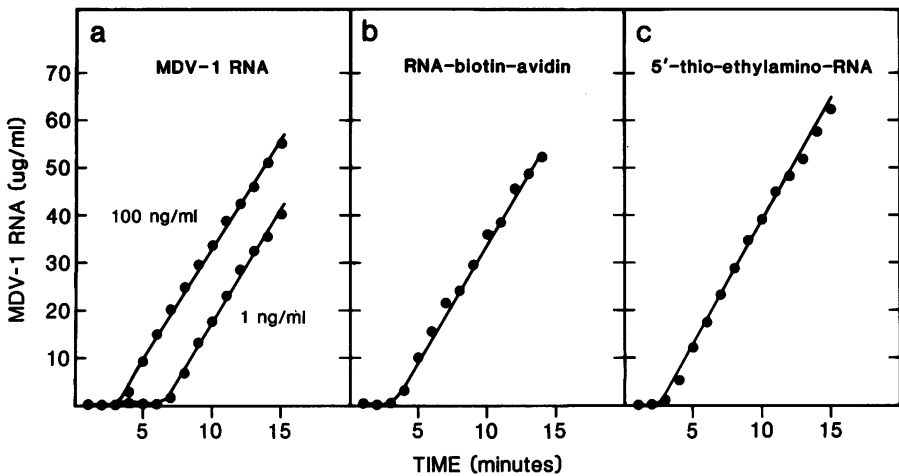 a
MDV-1 RNA
b
RNA-biotin-avidin
c
5'-thio-ethylamino-RNA
MDV-1 RNA (ug/ml)
70
60
50
40
30
20
10
100 ng/ml
1 ng/ml
5 10 15
5 10 15
5 10 15
TIME (minutes)